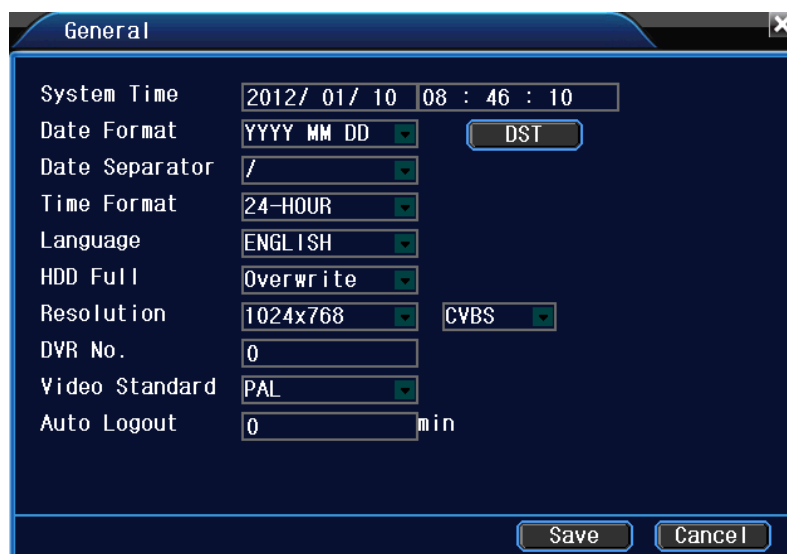 General
System Time 2012/ 01/ 10 08 : 46 : 10
Date Format YYYY MM DD DST
Date Separator /
Time Format 24-HOUR
Language ENGLISH
HDD Full Overwrite
Resolution 1024x768 CVBS
DVR No. 0
Video Standard PAL
Auto Logout 0 min
Save Cancel